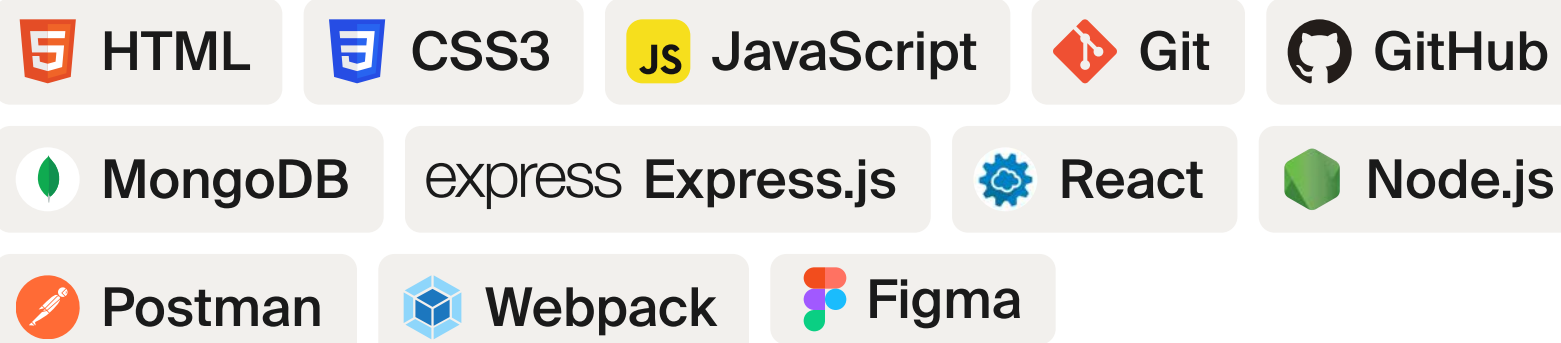 HTML CSS3 JS JavaScript Git GitHub
MongoDB express Express.js React Node.js
Postman Webpack Figma